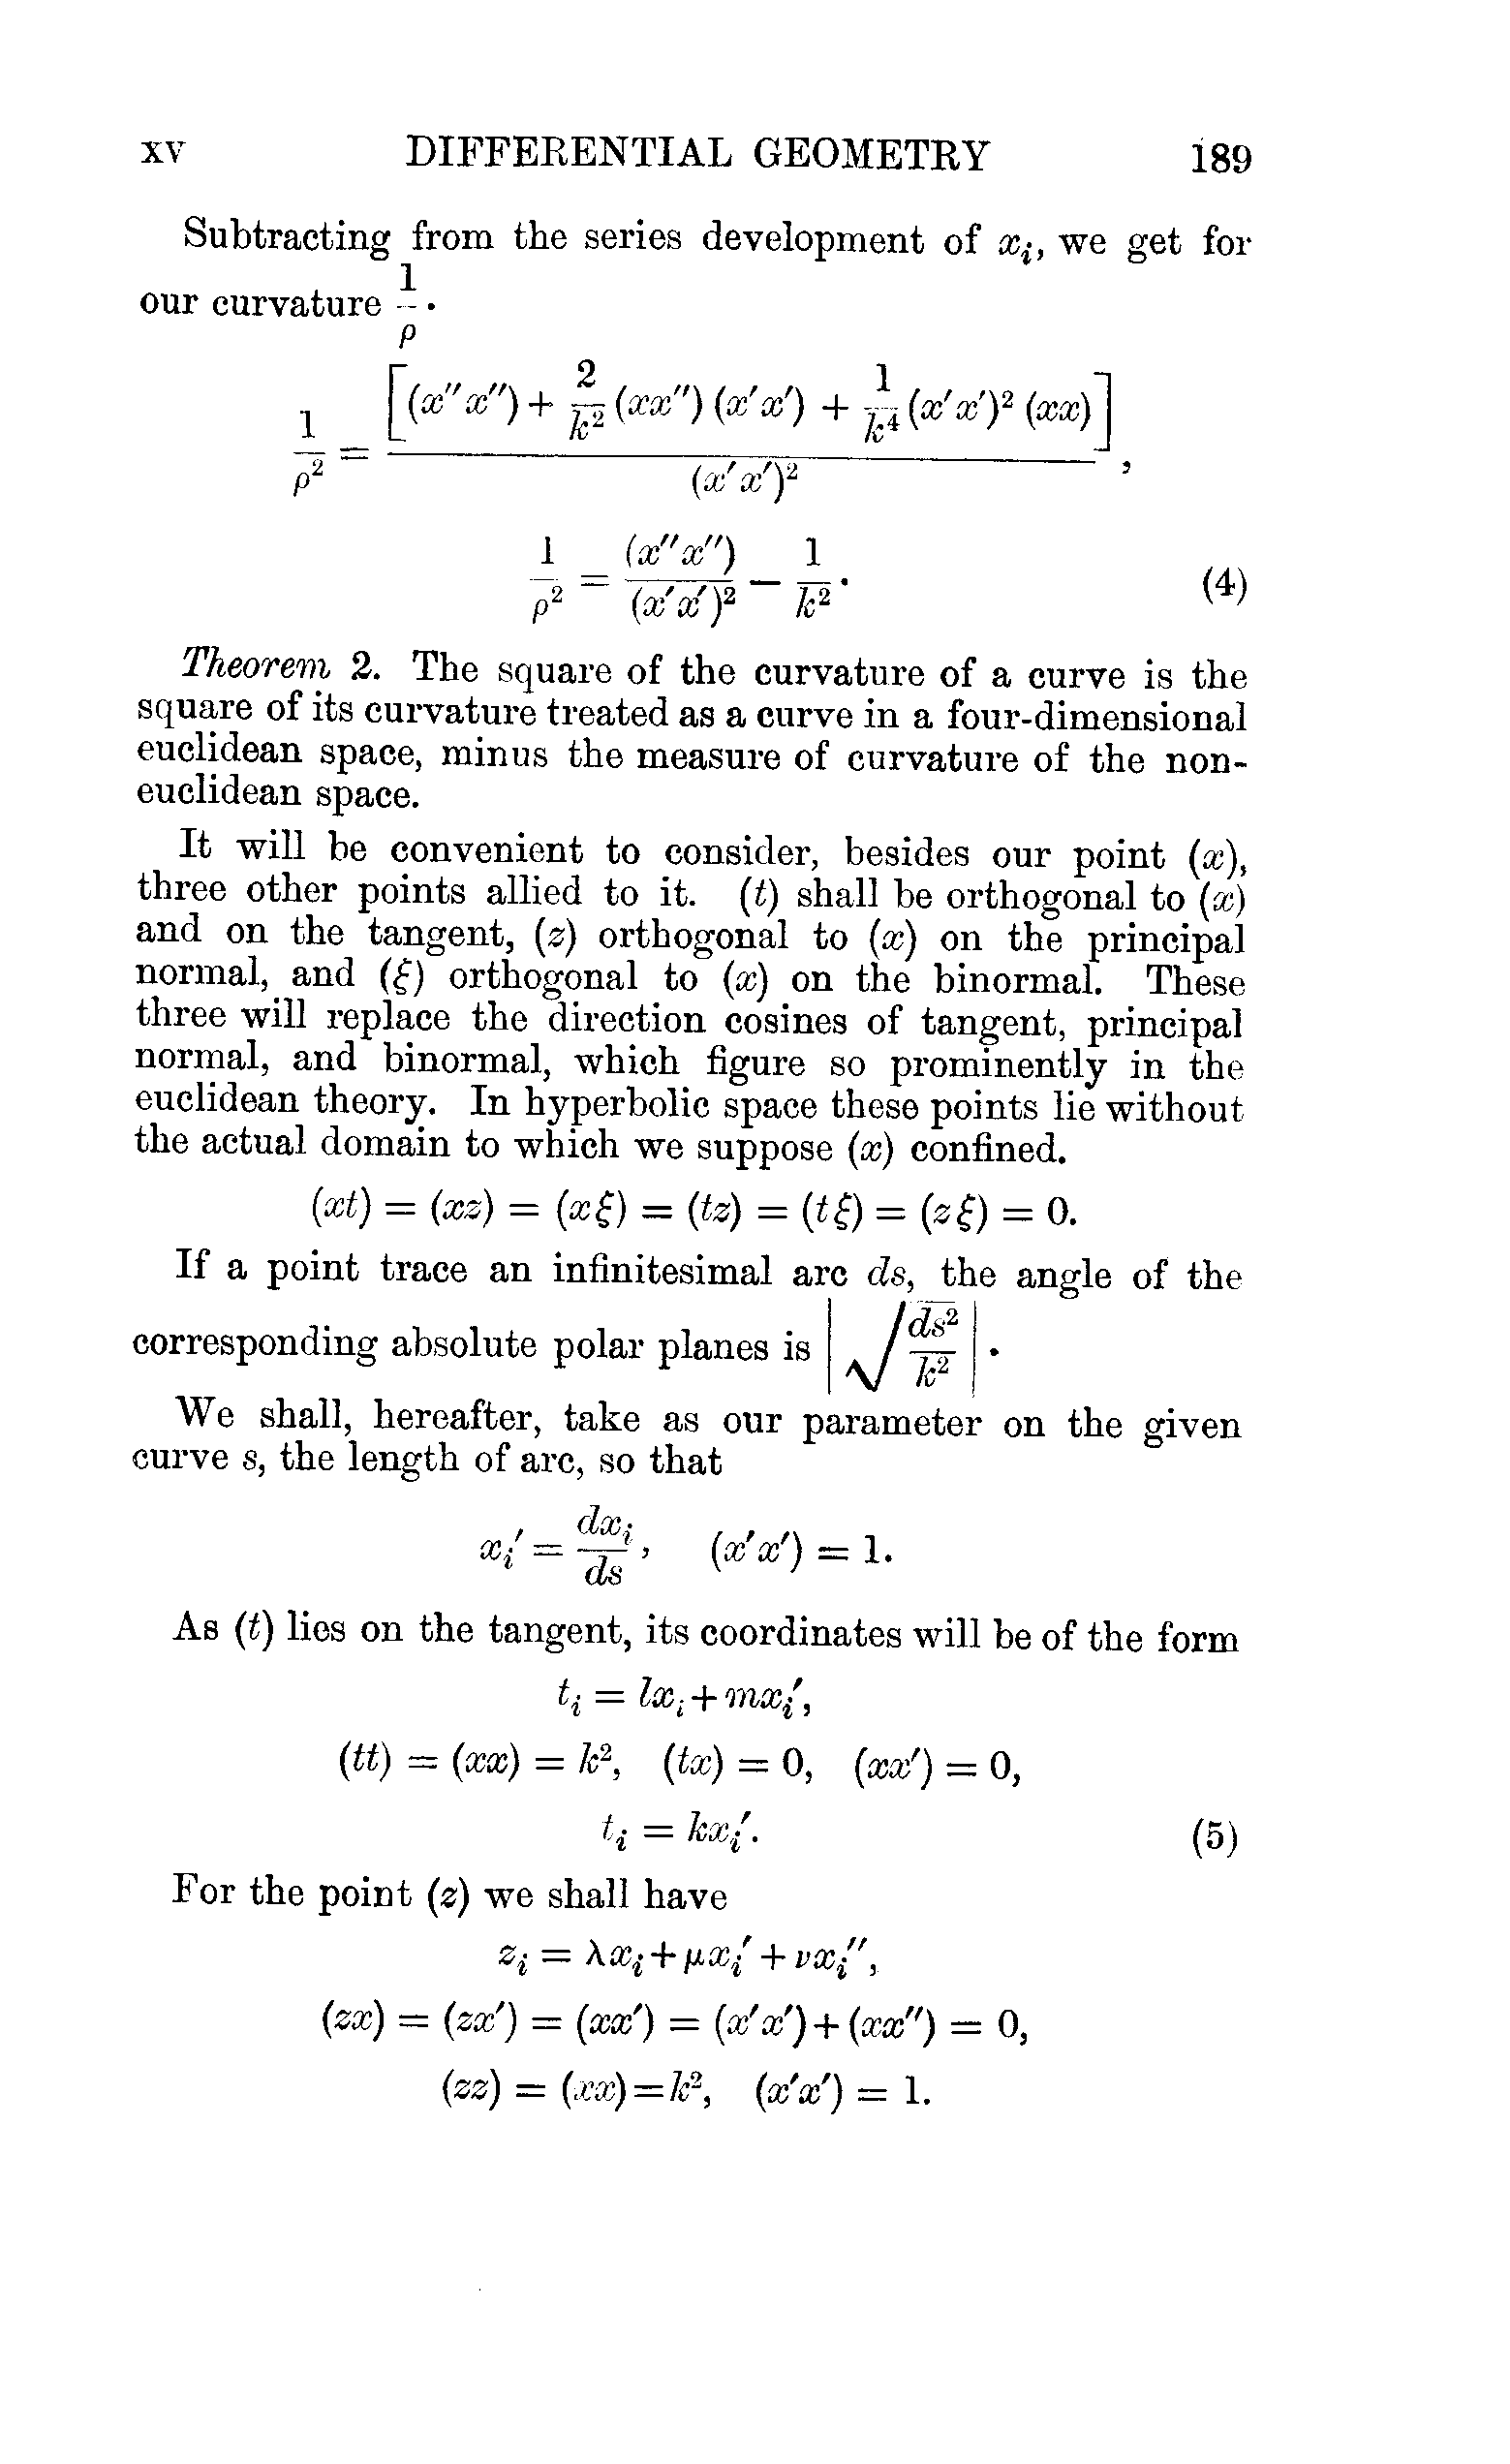 XV DIFFERENTIAL GEOMETRY 189
Subtracting from the series development of $x_i$, we get for
our curvature $\frac{1}{\rho}$.
$\frac{1}{\rho^2} = \frac{\left[(x''x'') + \frac{2}{k^2}(xx'')(x'x') + \frac{1}{k^4}(x'x')^2(xx)\right]}{(x'x')^2},$
$\frac{1}{\rho^2} = \frac{(x''x'')}{(x'x')^2} - \frac{1}{k^2}.$ (4)
Theorem 2. The square of the curvature of a curve is the
square of its curvature treated as a curve in a four-dimensional
euclidean space, minus the measure of curvature of the non-
euclidean space.
It will be convenient to consider, besides our point $(x)$,
three other points allied to it. $(t)$ shall be orthogonal to $(x)$
and on the tangent, $(z)$ orthogonal to $(x)$ on the principal
normal, and $(\xi)$ orthogonal to $(x)$ on the binormal. These
three will replace the direction cosines of tangent, principal
normal, and binormal, which figure so prominently in the
euclidean theory. In hyperbolic space these points lie without
the actual domain to which we suppose $(x)$ confined.
$(xt) = (xz) = (x\xi) = (tz) = (t\xi) = (z\xi) = 0.$
If a point trace an infinitesimal arc $ds$, the angle of the
corresponding absolute polar planes is $\left|\sqrt{\frac{ds^2}{k^2}}\right|.$
We shall, hereafter, take as our parameter on the given
curve $s$, the length of arc, so that
$x_i' = \frac{dx_i}{ds}, \quad (x'x') = 1.$
As $(t)$ lies on the tangent, its coordinates will be of the form
$t_i = lx_i + mx_i',$
$(tt) = (xx) = k^2, \quad (tx) = 0, \quad (xx') = 0,$
$t_i = kx_i'.$ (5)
For the point $(z)$ we shall have
$z_i = \lambda x_i + \mu x_i' + \nu x_i'',$
$(zx) = (zx') = (xx') = (x'x') + (xx'') = 0,$
$(zz) = (xx) = k^2, \quad (x'x') = 1.$